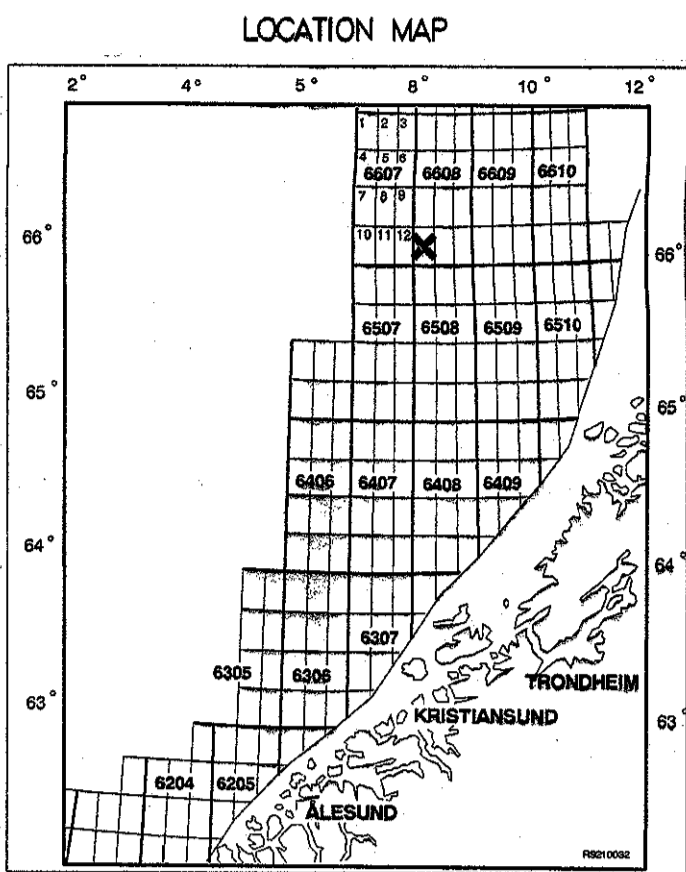 LOCATION MAP
2° 4° 5° 8° 10° 12°
1 2 3
4 5 6
6607 6608 6609 6610
7 8 9
66° 10 11 12 66°
6507 6508 6509 6510
65° 65°
6406 6407 6408 6409
64° 64°
6307
6305 6306
63° TRONDHEIM
KRISTIANSUND 63°
6204 6205
ÅLESUND
R9210032